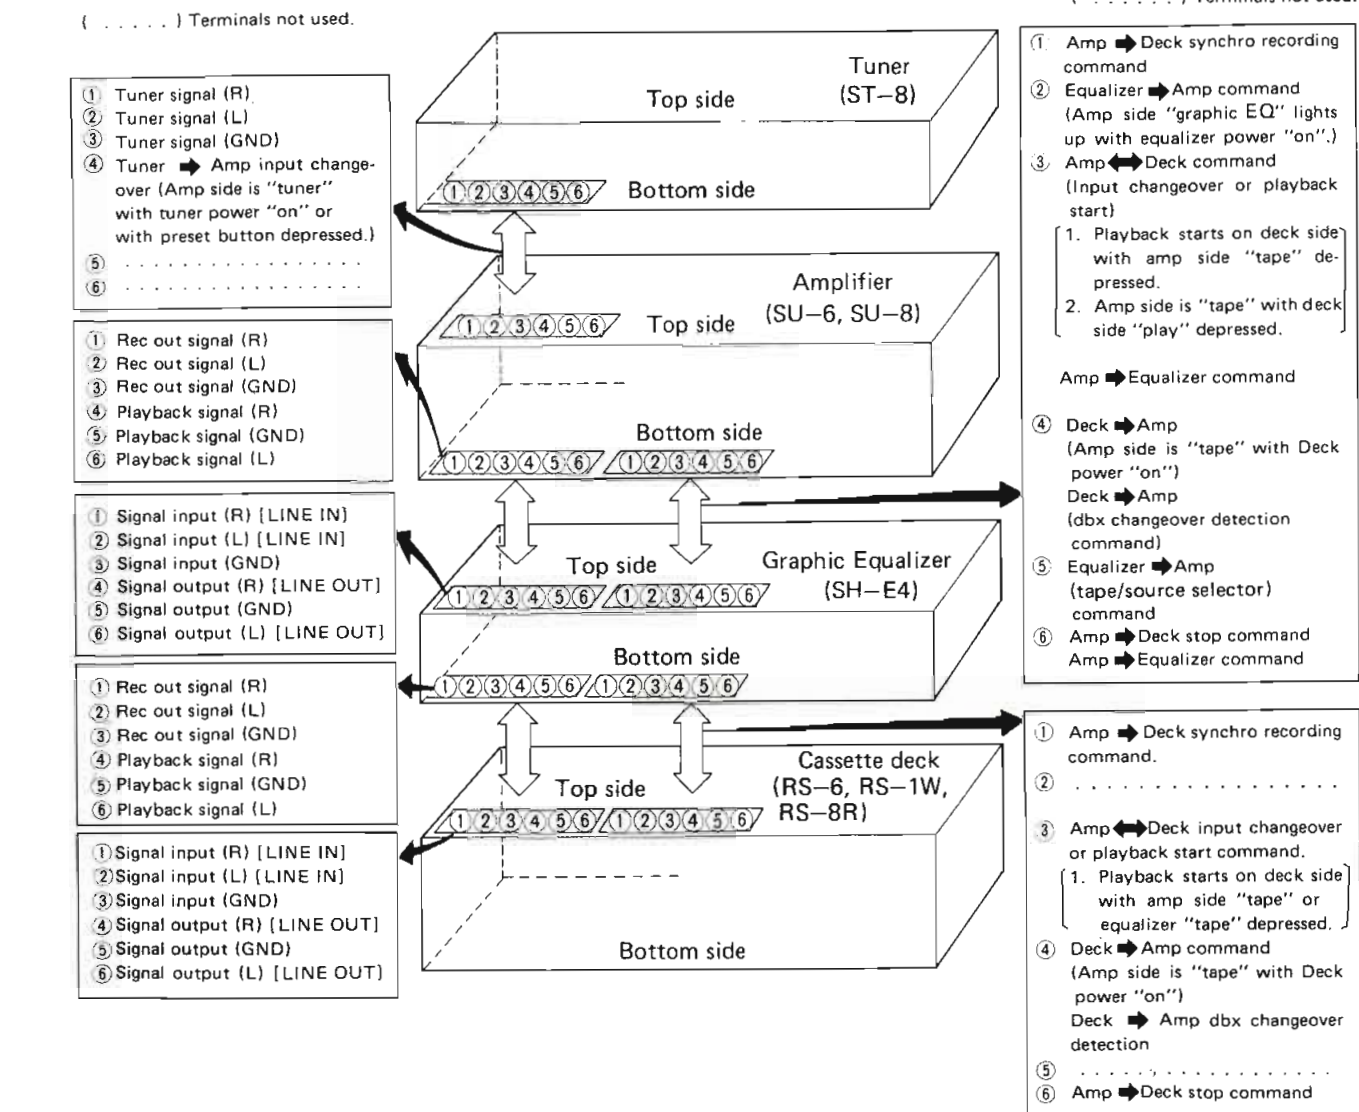 ( . . . . . ) Terminals not used.
① Tuner signal (R)
② Tuner signal (L)
③ Tuner signal (GND)
④ Tuner ➡ Amp input change-
over (Amp side is "tuner"
with tuner power "on" or
with preset button depressed.)
⑤ . . . . . . . . . . . . . . . . .
⑥ . . . . . . . . . . . . . . . . .
① Rec out signal (R)
② Rec out signal (L)
③ Rec out signal (GND)
④ Playback signal (R)
⑤ Playback signal (GND)
⑥ Playback signal (L)
① Signal input (R) [LINE IN]
② Signal input (L) [LINE IN]
③ Signal input (GND)
④ Signal output (R) [LINE OUT]
⑤ Signal output (GND)
⑥ Signal output (L) [LINE OUT]
① Rec out signal (R)
② Rec out signal (L)
③ Rec out signal (GND)
④ Playback signal (R)
⑤ Playback signal (GND)
⑥ Playback signal (L)
① Signal input (R) [LINE IN]
② Signal input (L) [LINE IN]
③ Signal input (GND)
④ Signal output (R) [LINE OUT]
⑤ Signal output (GND)
⑥ Signal output (L) [LINE OUT]
Tuner
(ST-8)
Top side
①②③④⑤⑥ Bottom side
Amplifier
(SU-6, SU-8)
①②③④⑤⑥ Top side
Bottom side
①②③④⑤⑥ ①②③④⑤⑥
Graphic Equalizer
(SH-E4)
Top side
①②③④⑤⑥ ①②③④⑤⑥
Bottom side
①②③④⑤⑥ ①②③④⑤⑥
Cassette deck
(RS-6, RS-1W,
RS-8R)
Top side
①②③④⑤⑥ ①②③④⑤⑥
Bottom side
( . . . . . . ) Terminals not used.
① Amp ➡ Deck synchro recording
command
② Equalizer ➡ Amp command
(Amp side "graphic EQ" lights
up with equalizer power "on".)
③ Amp ⬌ Deck command
(Input changeover or playback
start)
1. Playback starts on deck side
with amp side "tape" de-
pressed.
2. Amp side is "tape" with deck
side "play" depressed.
Amp ➡ Equalizer command
④ Deck ➡ Amp
(Amp side is "tape" with Deck
power "on")
Deck ➡ Amp
(dbx changeover detection
command)
⑤ Equalizer ➡ Amp
(tape/source selector)
command
⑥ Amp ➡ Deck stop command
Amp ➡ Equalizer command
① Amp ➡ Deck synchro recording
command.
② . . . . . . . . . . . . . . . . .
③ Amp ⬌ Deck input changeover
or playback start command.
1. Playback starts on deck side
with amp side "tape" or
equalizer "tape" depressed.
④ Deck ➡ Amp command
(Amp side is "tape" with Deck
power "on")
Deck ➡ Amp dbx changeover
detection
⑤ . . . . . . . . . . . . . . . . .
⑥ Amp ➡ Deck stop command